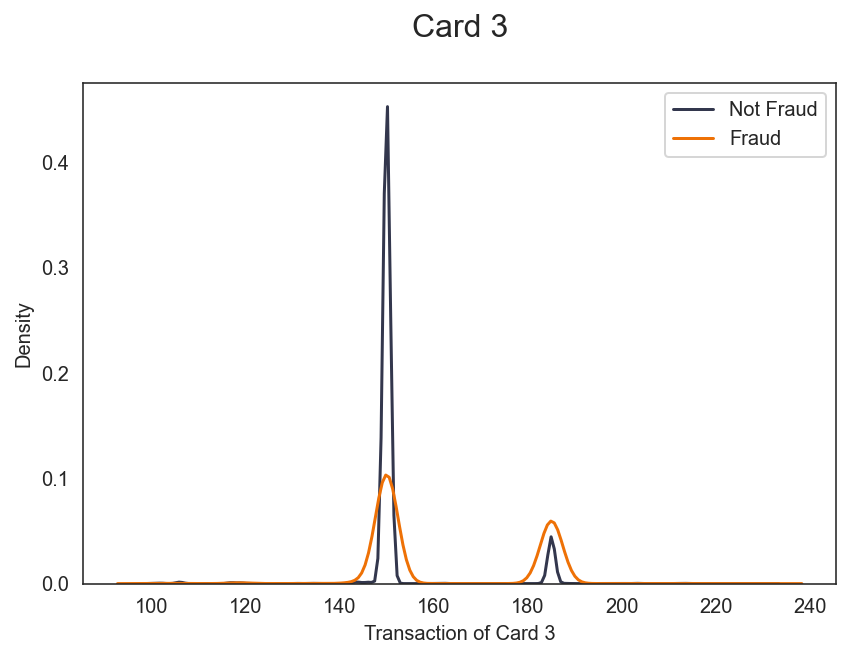 Card 3
Not Fraud
Fraud
Density
0.4
0.3
0.2
0.1
0.0
100 120 140 160 180 200 220 240
Transaction of Card 3